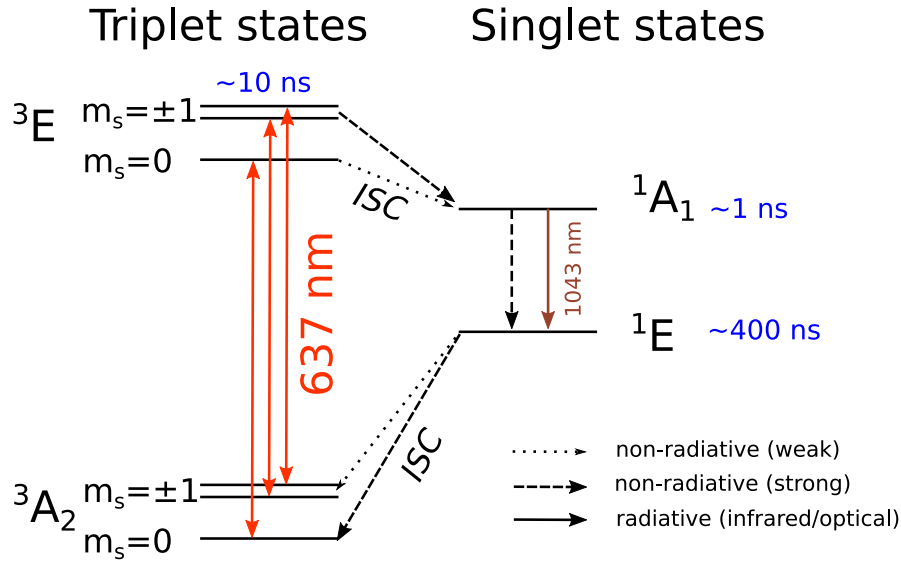 Triplet states
Singlet states
~10 ns
³E
mₛ=±1
mₛ=0
ISC
¹A₁
~1 ns
637 nm
1043 nm
¹E
~400 ns
ISC
³A₂
mₛ=±1
mₛ=0
non-radiative (weak)
non-radiative (strong)
radiative (infrared/optical)